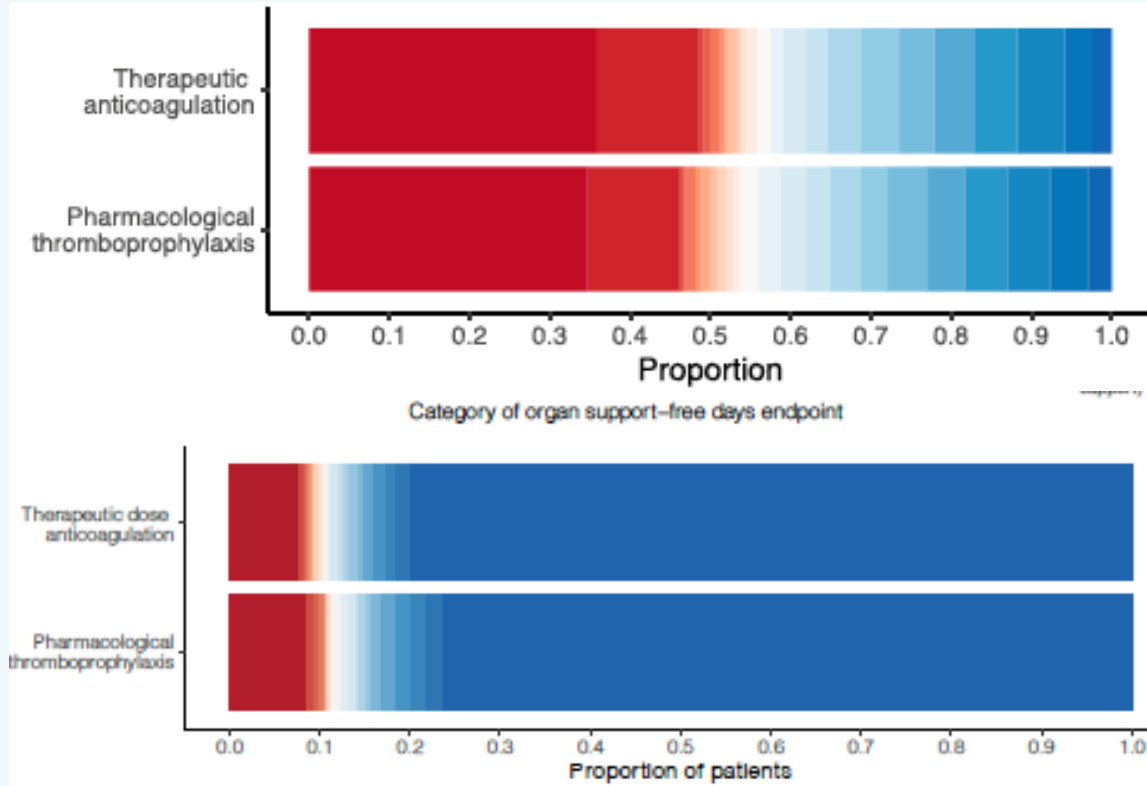 Therapeutic
anticoagulation
Pharmacological
thromboprophylaxis
0.0 0.1 0.2 0.3 0.4 0.5 0.6 0.7 0.8 0.9 1.0
Proportion
Category of organ support–free days endpoint
Therapeutic dose
anticoagulation
Pharmacological
thromboprophylaxis
0.0 0.1 0.2 0.3 0.4 0.5 0.6 0.7 0.8 0.9 1.0
Proportion of patients